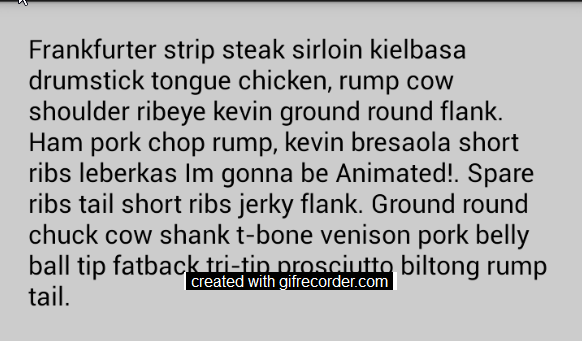 Frankfurter strip steak sirloin kielbasa
drumstick tongue chicken, rump cow
shoulder ribeye kevin ground round flank.
Ham pork chop rump, kevin bresaola short
ribs leberkas Im gonna be Animated!. Spare
ribs tail short ribs jerky flank. Ground round
chuck cow shank t-bone venison pork belly
ball tip fatback tri-tip prosciutto biltong rump
tail.
created with gifrecorder.com